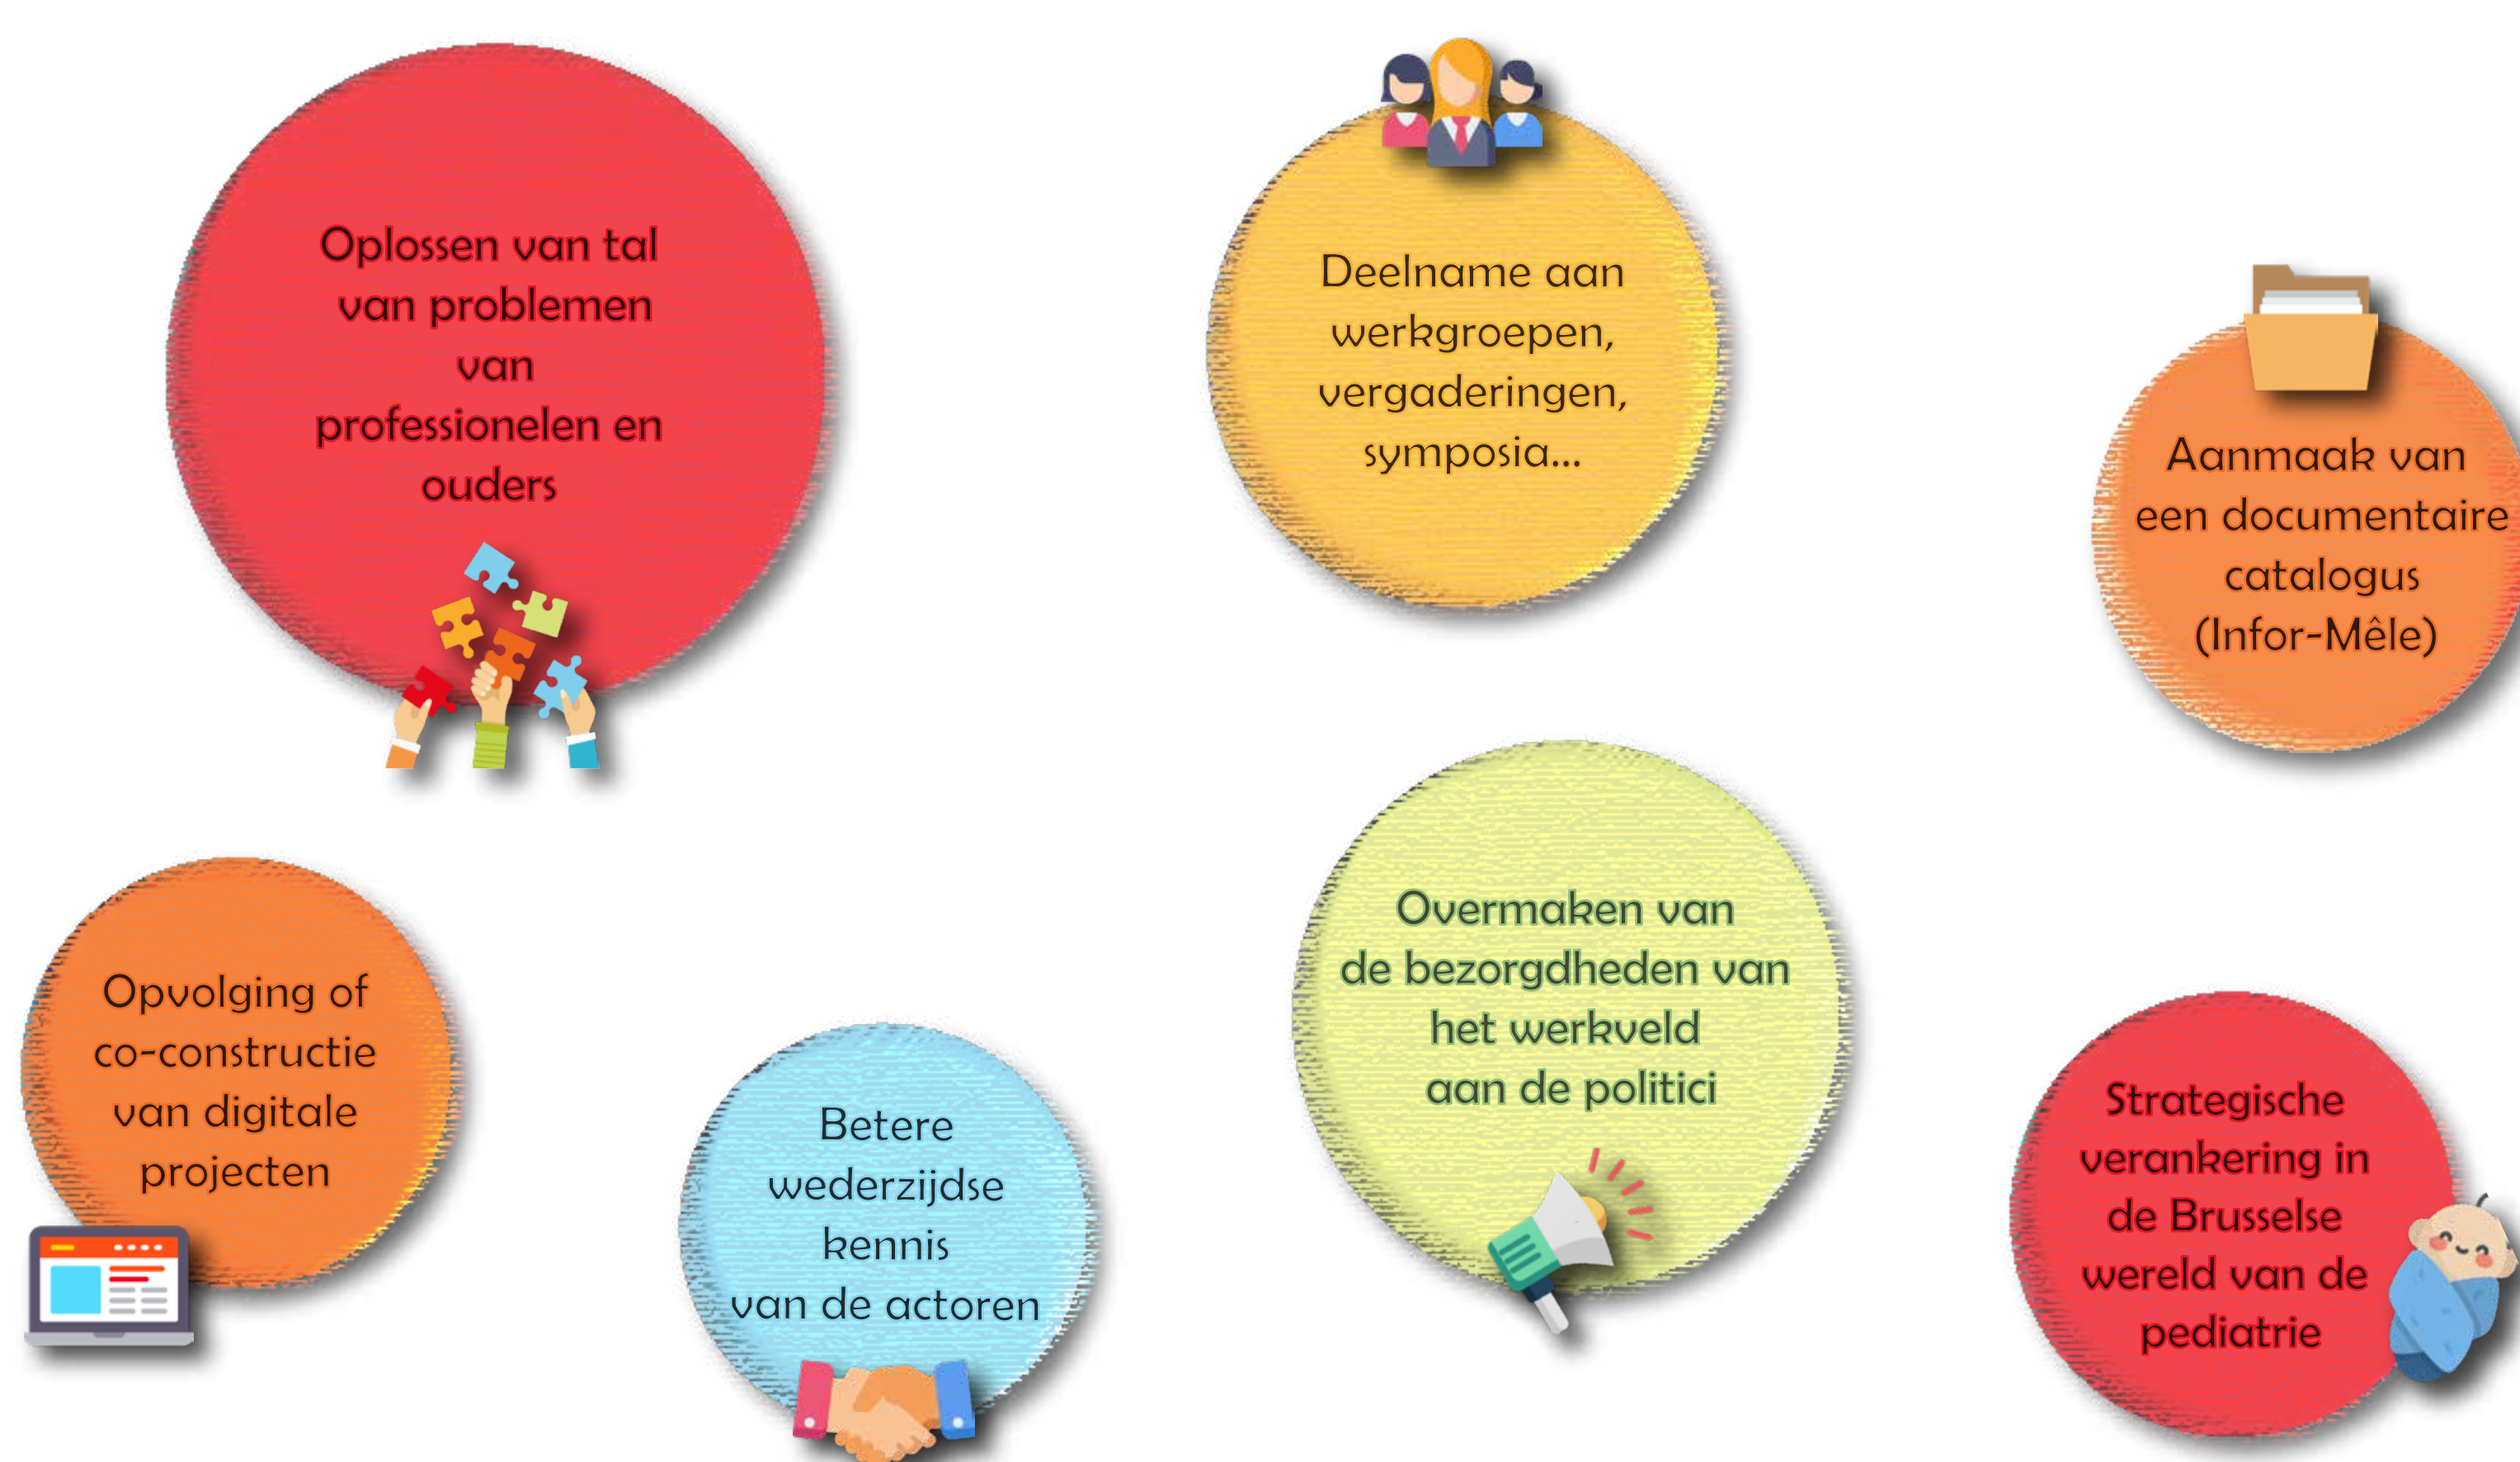 Oplossen van tal
van problemen
van
professionelen en
ouders
Deelname aan
werkgroepen,
vergaderingen,
symposia...
Aanmaak van
een documentaire
catalogus
(Infor-Mêle)
Opvolging of
co-constructie
van digitale
projecten
Betere
wederzijdse
kennis
van de actoren
Overmaken van
de bezorgdheden van
het werkveld
aan de politici
Strategische
verankering in
de Brusselse
wereld van de
pediatrie